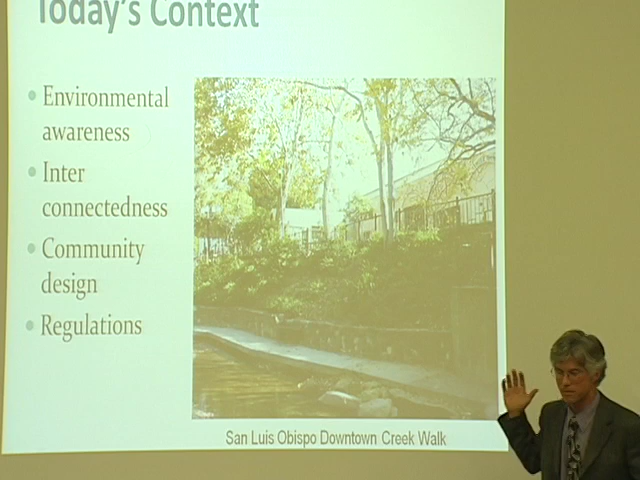 Today's Context
Environmental
awareness
Inter
connectedness
Community
design
Regulations
San Luis Obispo Downtown Creek Walk